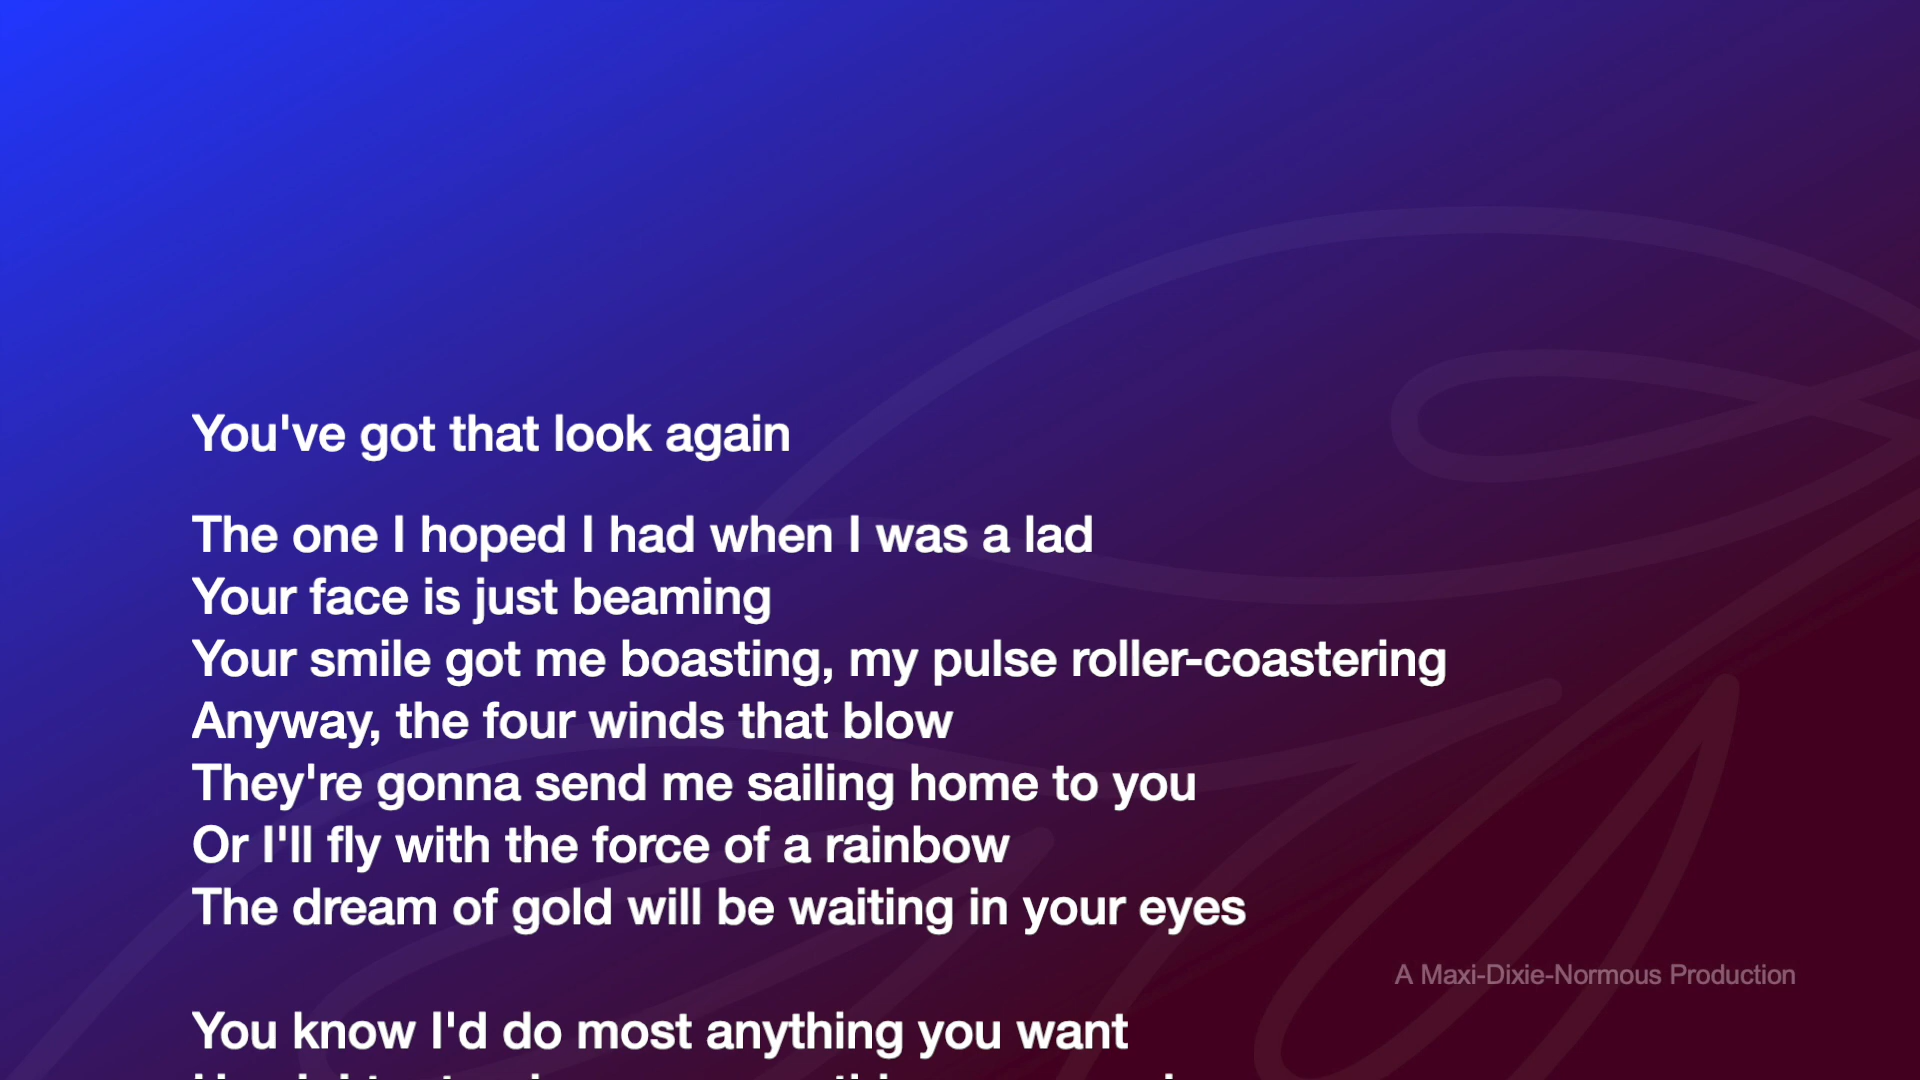 You've got that look again
The one I hoped I had when I was a lad
Your face is just beaming
Your smile got me boasting, my pulse roller-coastering
Anyway, the four winds that blow
They're gonna send me sailing home to you
Or I'll fly with the force of a rainbow
The dream of gold will be waiting in your eyes
A Maxi-Dixie-Normous Production
You know I'd do most anything you want